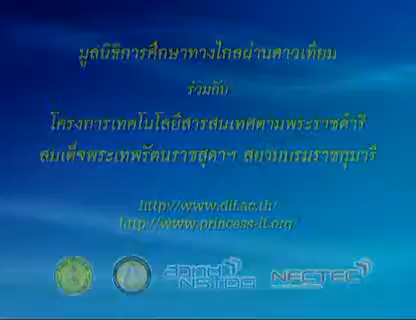 มูลนิธิการศึกษาทางไกลผ่านดาวเทียม
ร่วมกับ
โครงการเทคโนโลยีสารสนเทศตามพระราชดำริ
สมเด็จพระเทพรัตนราชสุดาฯ สยามบรมราชกุมารี
http://www.dlf.ac.th/
http://www.princess-it.org/
สวทช
NSTDA
NECTEC